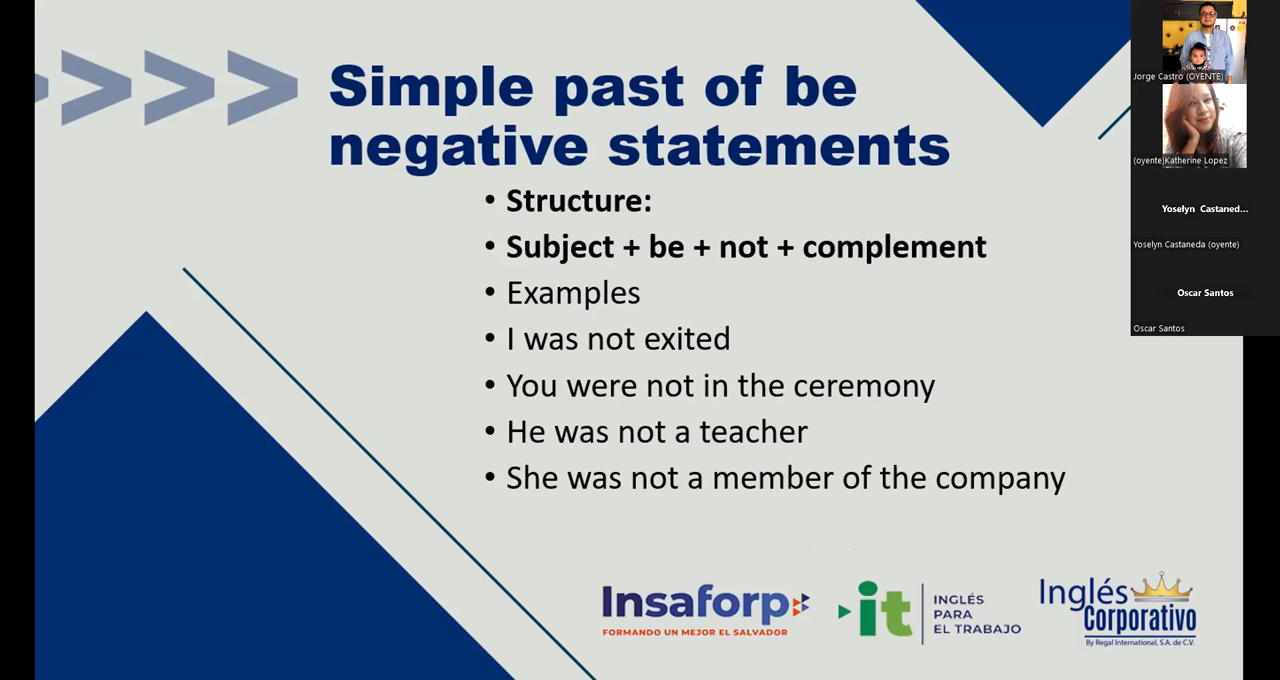 Simple past of be
negative statements
• Structure:
• Subject + be + not + complement
• Examples
• I was not exited
• You were not in the ceremony
• He was not a teacher
• She was not a member of the company
Insaforp
FORMANDO UN MEJOR EL SALVADOR
it
INGLÉS
PARA
EL TRABAJO
Inglés
Corporativo
By Regal International, S.A. de C.V.
Jorge Castro (OYENTE)
(oyente)Katherine Lopez
Yoselyn Castaned...
Yoselyn Castaneda (oyente)
Oscar Santos
Oscar Santos